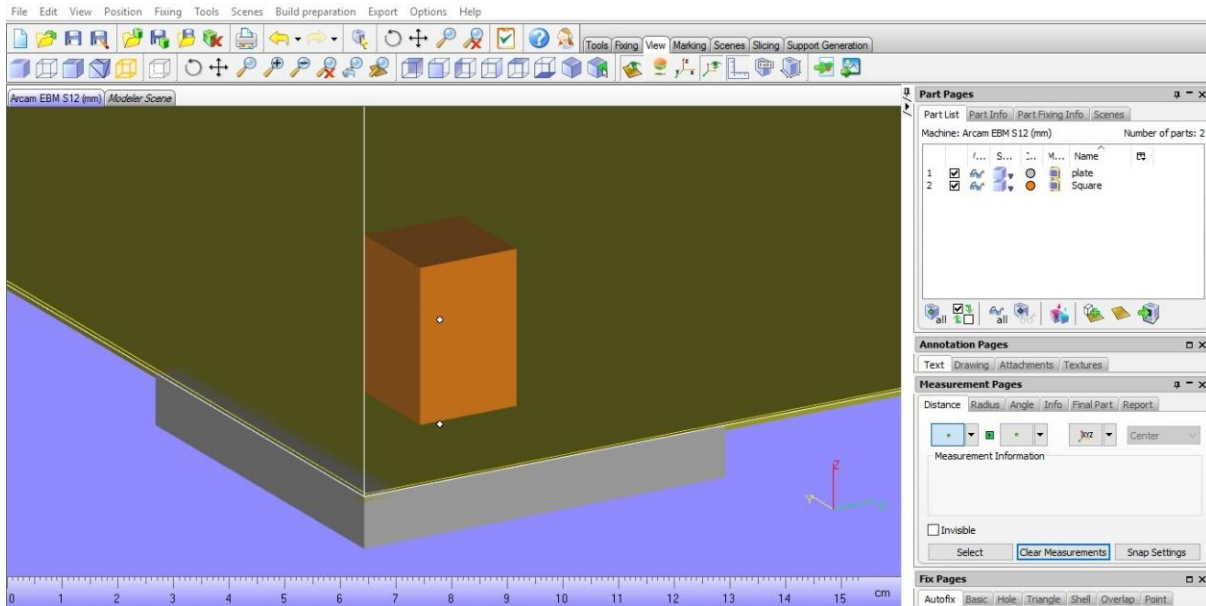 File Edit View Position Fixing Tools Scenes Build preparation Export Options Help
Tools Fixing View Marking Scenes Slicing Support Generation
Arcam EBM S12 (mm) Modeler Scene
Part Pages
Part List Part Info Part Fixing Info Scenes
Machine: Arcam EBM S12 (mm) Number of parts: 2
/... S... M... Name
1 plate
2 Square
all all
Annotation Pages
Text Drawing Attachments Textures
Measurement Pages
Distance Radius Angle Info Final Part Report
XYZ Center
Measurement Information
Invisible
Select Clear Measurements Snap Settings
Z
Y
0 1 2 3 4 5 6 7 8 9 10 11 12 13 14 15 cm
Fix Pages
Autofix Basic Hole Triangle Shell Overlap Point